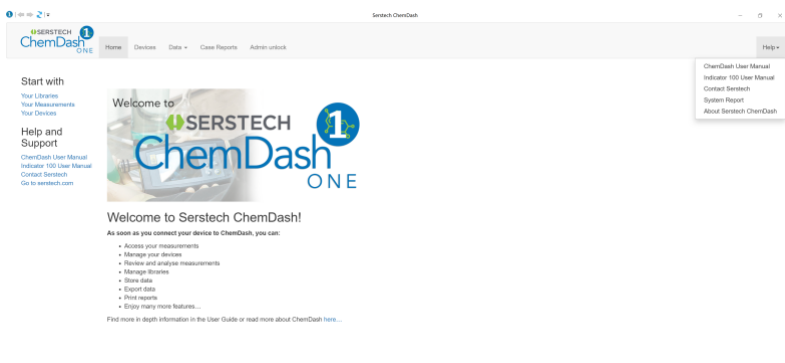 Serstech ChemDash
SERSTECH
ChemDash
ONE
1
Home Devices Data Case Reports Admin unlock Help
ChemDash User Manual
Indicator 100 User Manual
Contact Serstech
System Report
About Serstech ChemDash
Start with
Your Libraries
Your Measurements
Your Devices
Help and
Support
ChemDash User Manual
Indicator 100 User Manual
Contact Serstech
Go to serstech.com
Welcome to
SERSTECH
ChemDash
ONE
1
Welcome to Serstech ChemDash!
As soon as you connect your device to ChemDash, you can:
Access your measurements
Manage your devices
Review and analyse measurements
Manage libraries
Store data
Export data
Print reports
Enjoy many more features....
Find more in depth information in the User Guide or read more about ChemDash here....